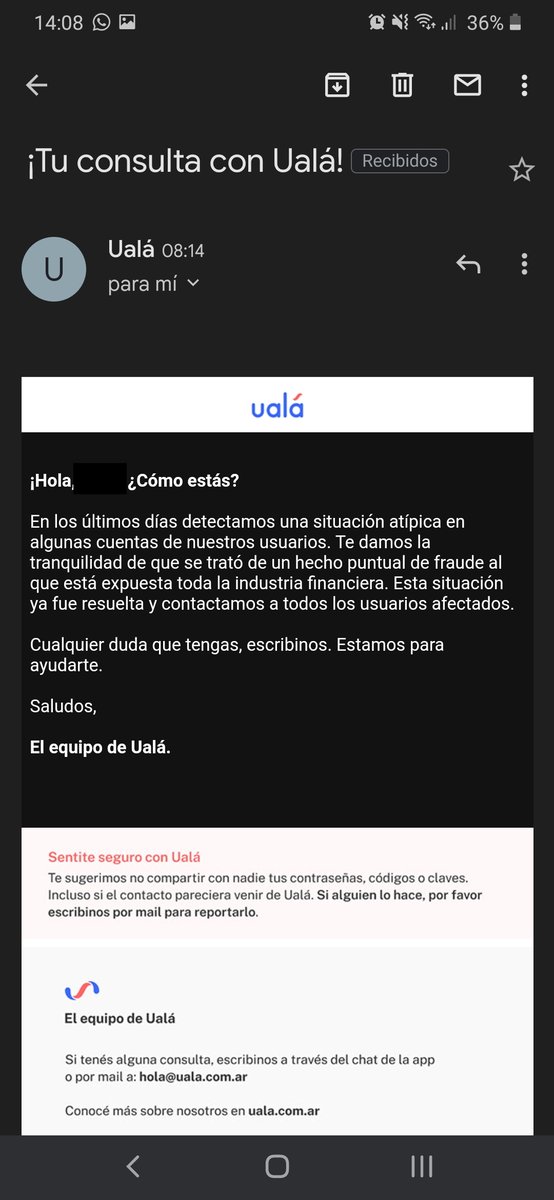 14:08
36%
¡Tu consulta con Ualá! Recibidos
U
Ualá 08:14
para mí
ualá
¡Hola, ¿Cómo estás?
En los últimos días detectamos una situación atípica en
algunas cuentas de nuestros usuarios. Te damos la
tranquilidad de que se trató de un hecho puntual de fraude al
que está expuesta toda la industria financiera. Esta situación
ya fue resuelta y contactamos a todos los usuarios afectados.
Cualquier duda que tengas, escribinos. Estamos para
ayudarte.
Saludos,
El equipo de Ualá.
Sentite seguro con Ualá
Te sugerimos no compartir con nadie tus contraseñas, códigos o claves.
Incluso si el contacto pareciera venir de Ualá. Si alguien lo hace, por favor
escribinos por mail para reportarlo.
El equipo de Ualá
Si tenés alguna consulta, escribinos a través del chat de la app
o por mail a: hola@uala.com.ar
Conocé más sobre nosotros en uala.com.ar